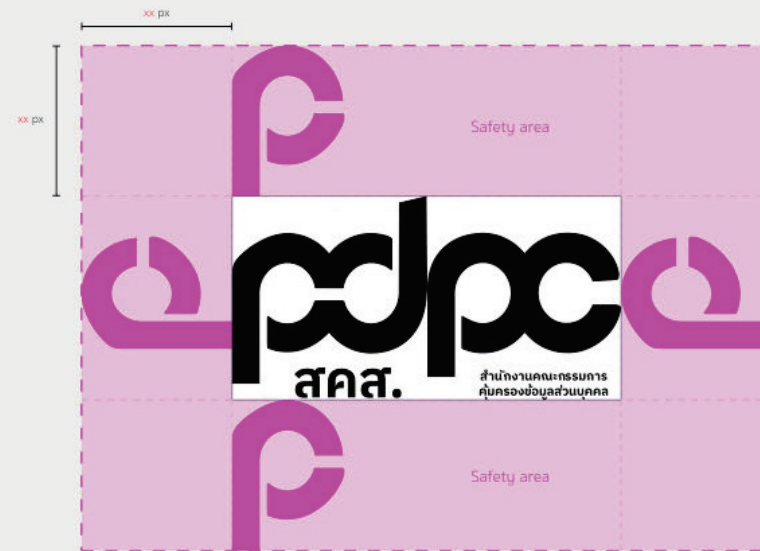 xx px
xx px
Safety area
pdpc
สคส.
สำนักงานคณะกรรมการ
คุ้มครองข้อมูลส่วนบุคคล
Safety area